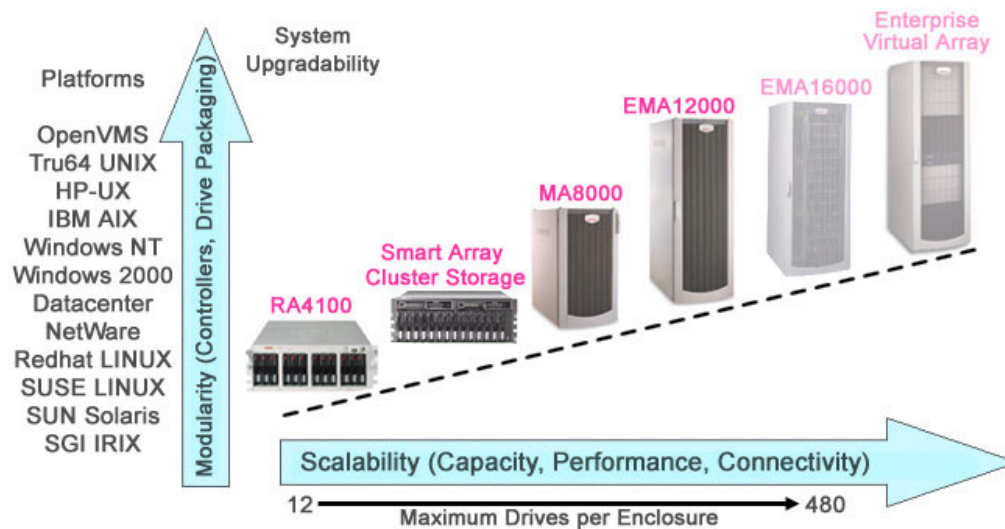 System
Upgradability
Platforms
OpenVMS
Tru64 UNIX
HP-UX
IBM AIX
Windows NT
Windows 2000
Datacenter
NetWare
Redhat LINUX
SUSE LINUX
SUN Solaris
SGI IRIX
Modularity (Controllers, Drive Packaging)
RA4100
Smart Array
Cluster Storage
MA8000
EMA12000
EMA16000
Enterprise
Virtual Array
Scalability (Capacity, Performance, Connectivity)
12
480
Maximum Drives per Enclosure